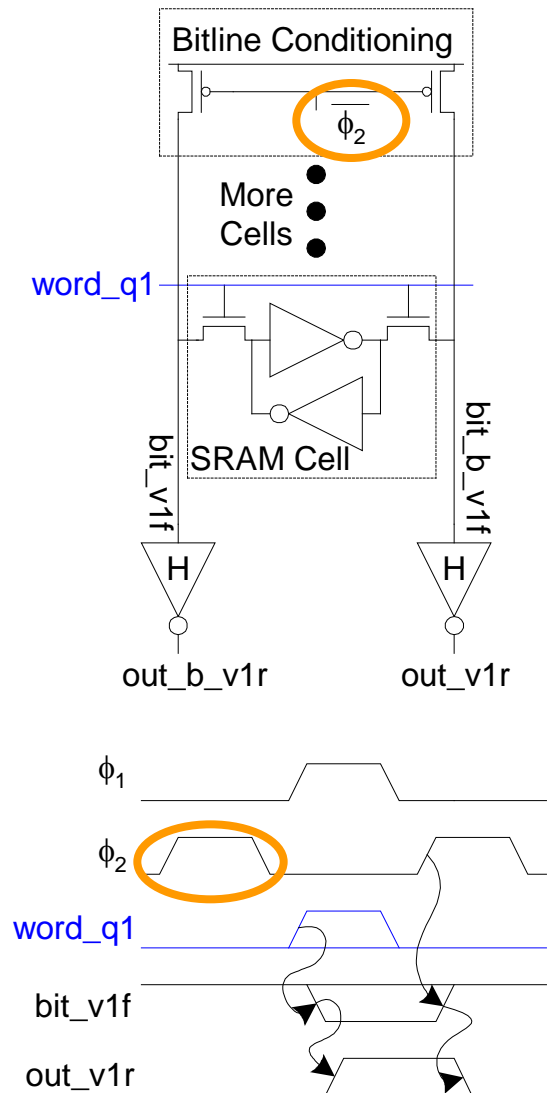 Bitline Conditioning
ϕ̅₂
More
Cells
word_q1
bit_v1f
bit_b_v1f
SRAM Cell
H
H
out_b_v1r
out_v1r
ϕ₁
ϕ₂
word_q1
bit_v1f
out_v1r